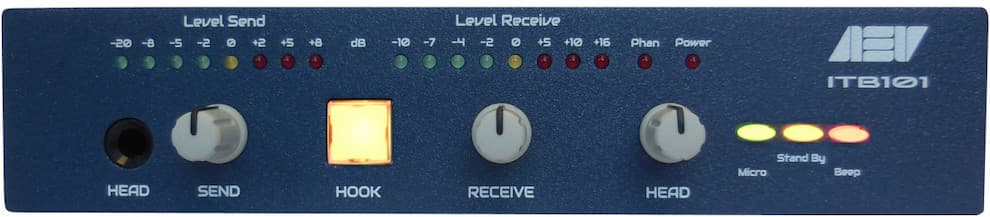 Level Send
Level Receive
-20 -8 -5 -2 0 +2 +5 +8 dB -10 -7 -4 -2 0 +5 +10 +16 Phan Power
AEV
ITB101
Stand By
Micro Beep
HEAD SEND HOOK RECEIVE HEAD